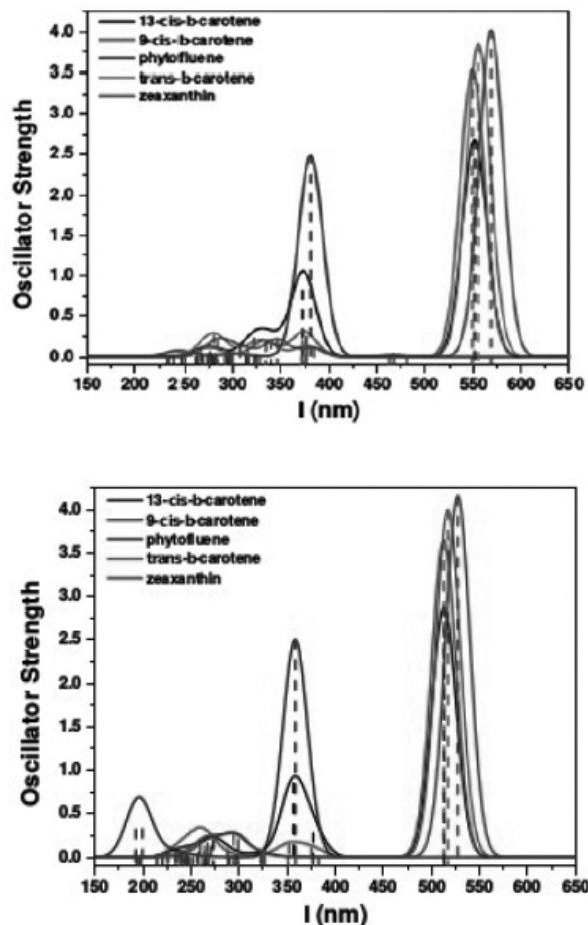 13-cis-b-carotene
9-cis-b-carotene
phytofluene
trans-b-carotene
zeaxanthin
Oscillator Strength
4.0
3.5
3.0
2.5
2.0
1.5
1.0
0.5
0.0
150 200 250 300 350 400 450 500 550 600 650
l (nm)
13-cis-b-carotene
9-cis-b-carotene
phytofluene
trans-b-carotene
zeaxanthin
Oscillator Strength
4.0
3.5
3.0
2.5
2.0
1.5
1.0
0.5
0.0
150 200 250 300 350 400 450 500 550 600 650
l (nm)